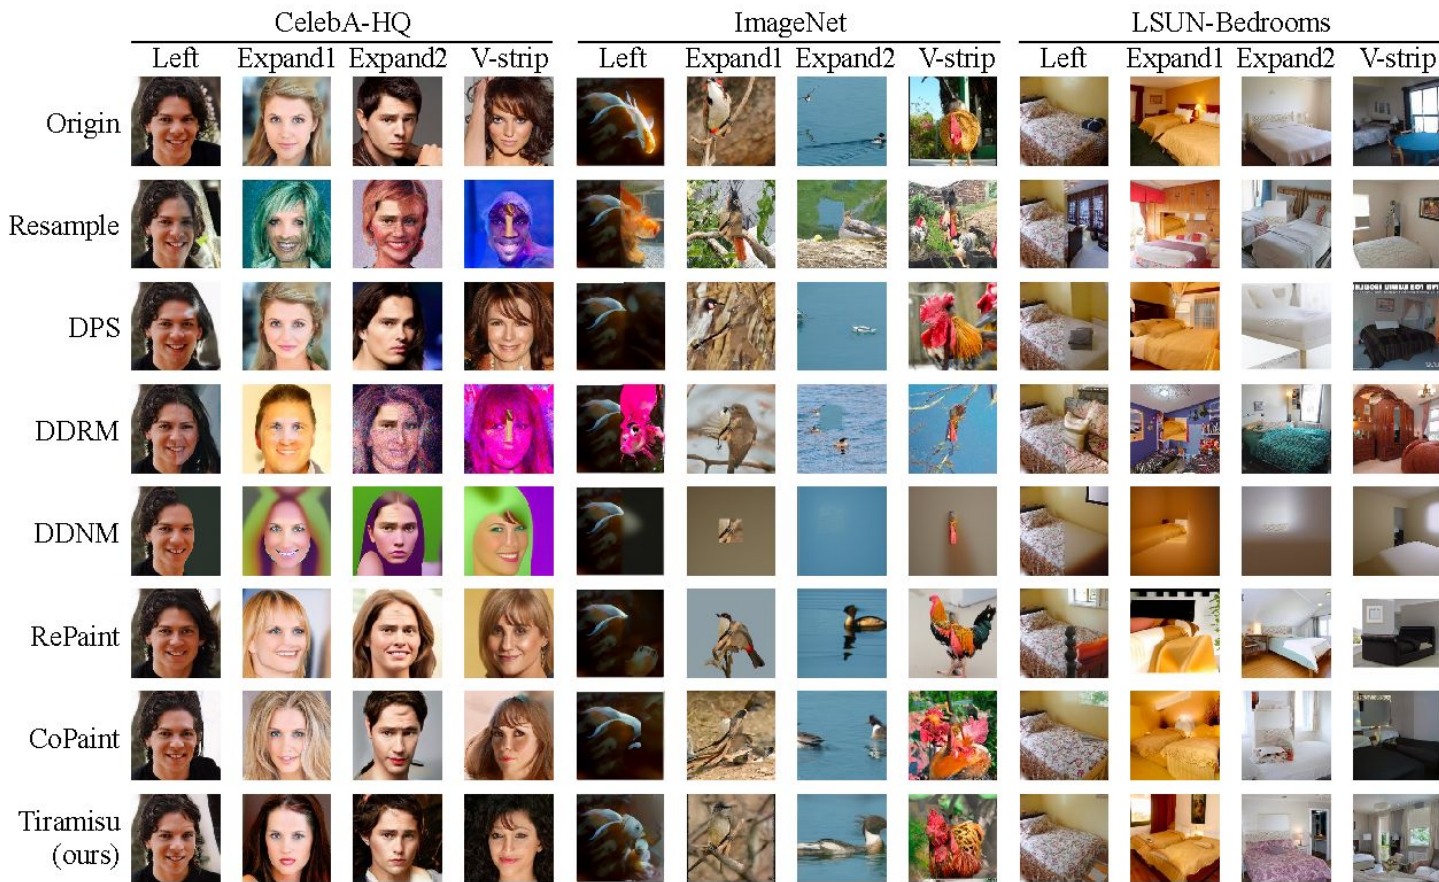 CelebA-HQ ImageNet LSUN-Bedrooms
Left Expand1 Expand2 V-strip Left Expand1 Expand2 V-strip Left Expand1 Expand2 V-strip
Origin
Resample
DPS
DDRM
DDNM
RePaint
CoPaint
Tiramisu
(ours)